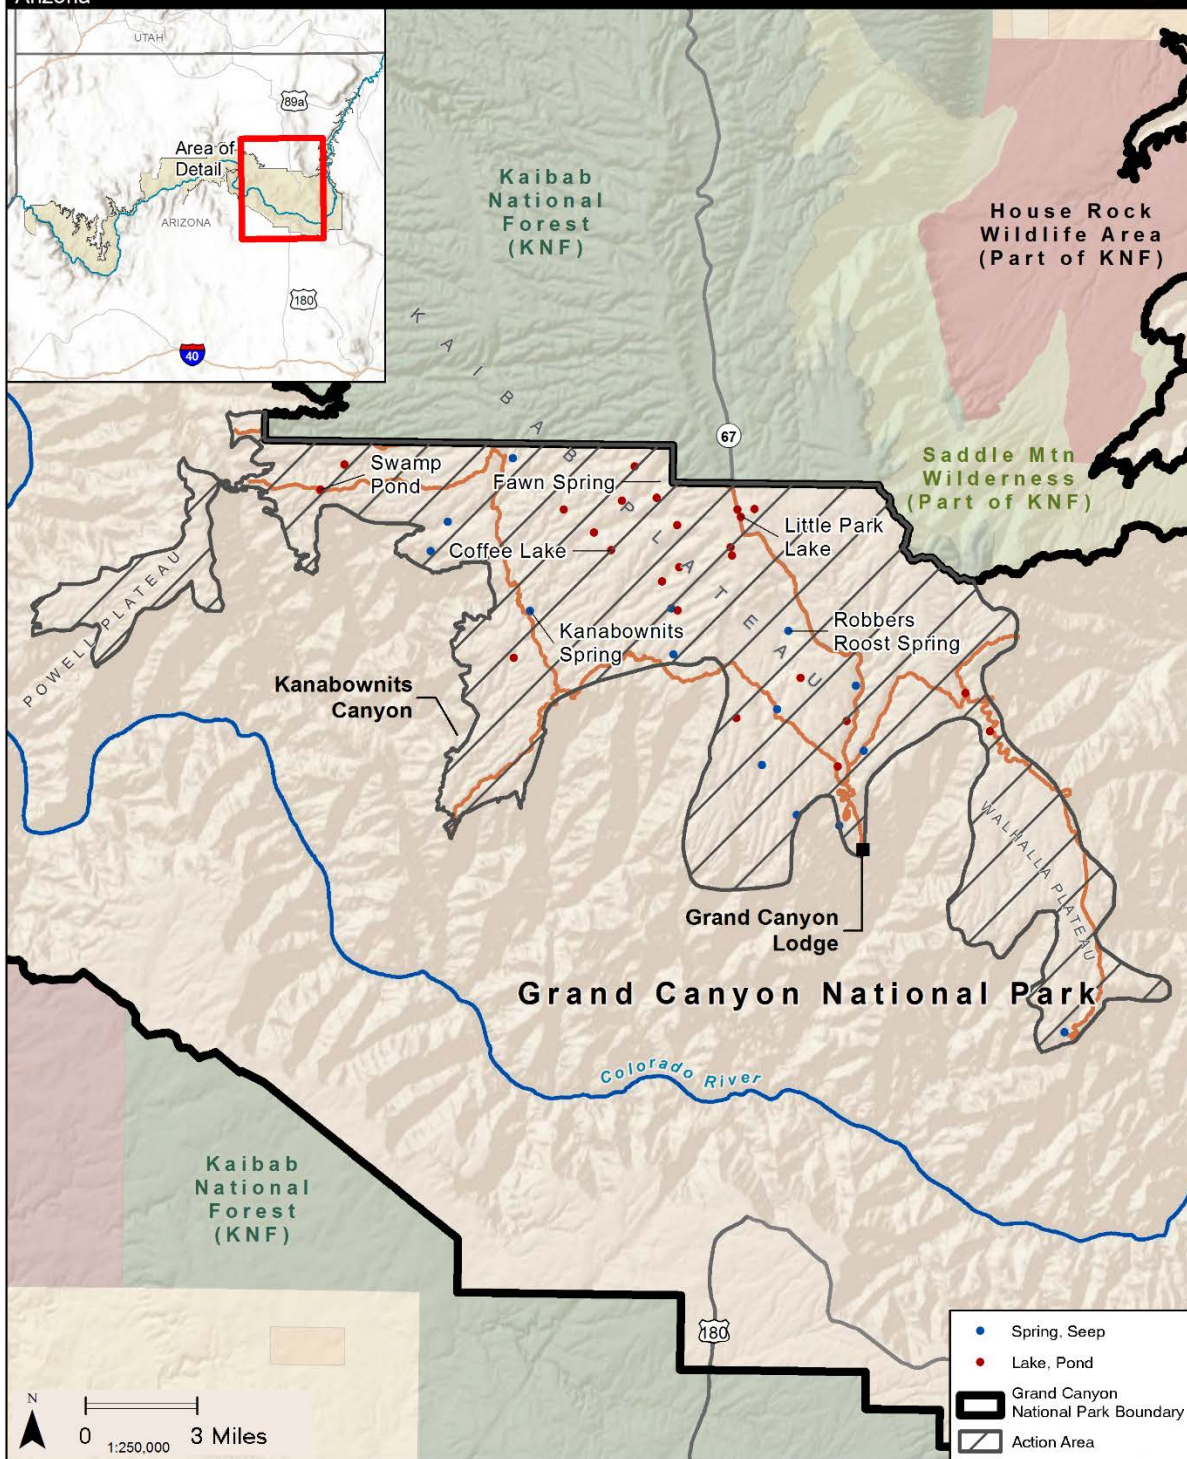 Arizona
UTAH
89a
Area of
Detail
ARIZONA
180
40
Kaibab
National
Forest
(KNF)
House Rock
Wildlife Area
(Part of KNF)
KAIBAB PLATEAU
67
Saddle Mtn
Wilderness
(Part of KNF)
Swamp
Pond
Fawn Spring
Little Park
Lake
Coffee Lake
POWELL PLATEAU
Kanabownits
Spring
Robbers
Roost Spring
Kanabownits
Canyon
WALHALLA PLATEAU
Grand Canyon
Lodge
Grand Canyon National Park
Colorado River
Kaibab
National
Forest
(KNF)
180
Spring, Seep
Lake, Pond
Grand Canyon
National Park Boundary
Action Area
N
0 3 Miles
1:250,000